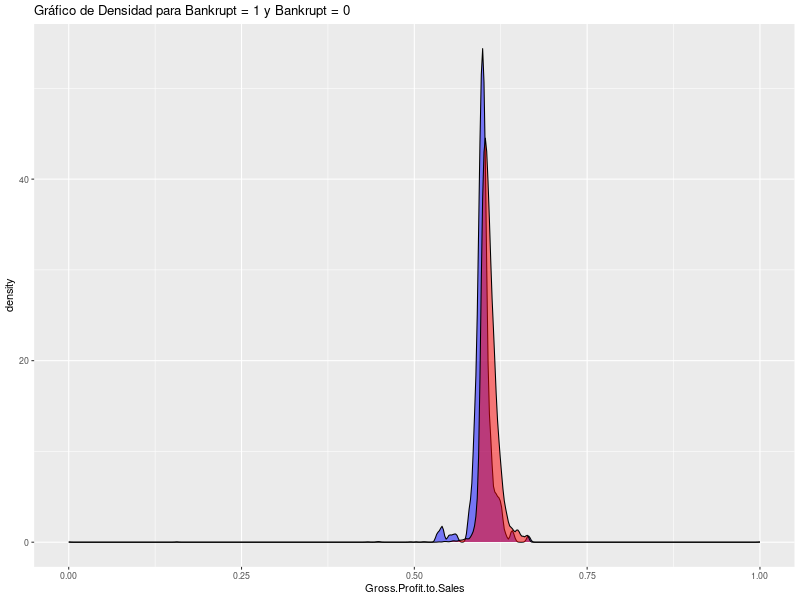 Gráfico de Densidad para Bankrupt = 1 y Bankrupt = 0
40
20
0
density
0.00 0.25 0.50 0.75 1.00
Gross.Profit.to.Sales